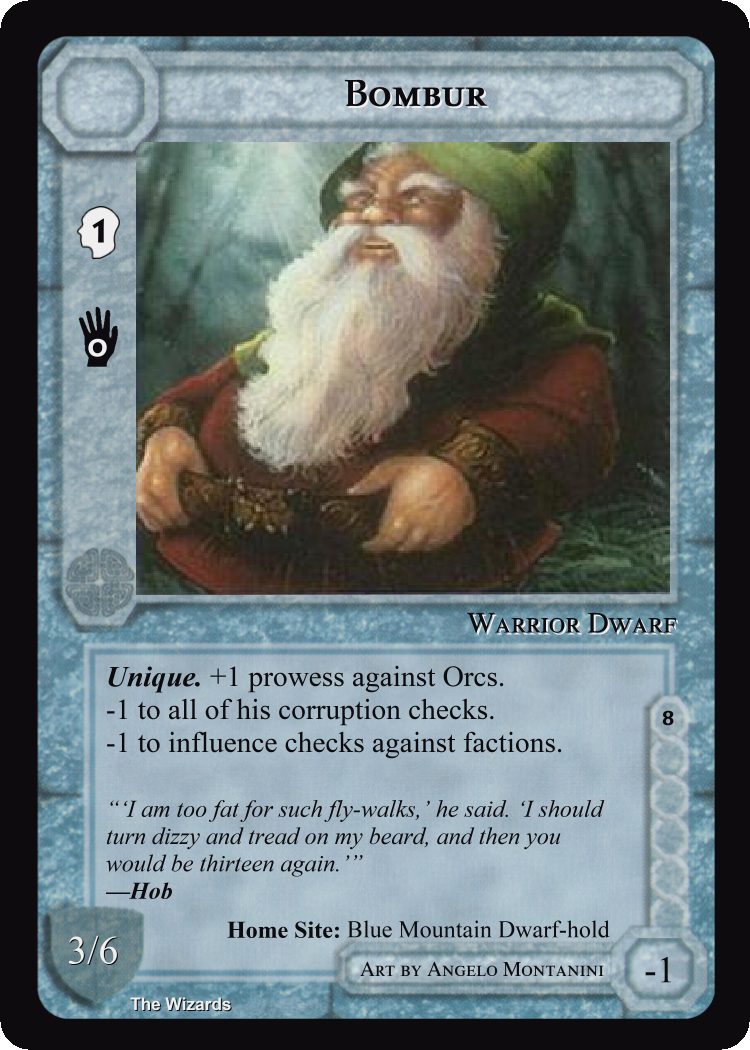 Bombur
1
0
Warrior Dwarf
Unique. +1 prowess against Orcs.
-1 to all of his corruption checks.
-1 to influence checks against factions.
8
“‘I am too fat for such fly-walks,’ he said. ‘I should
turn dizzy and tread on my beard, and then you
would be thirteen again.’”
—Hob
Home Site: Blue Mountain Dwarf-hold
3/6
Art by Angelo Montanini
-1
The Wizards